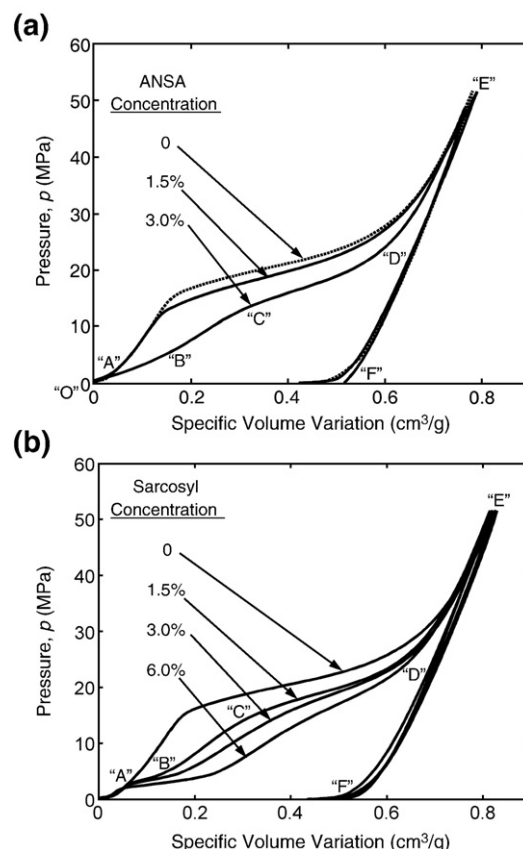 (a)
60
50
40
30
20
10
0
Pressure, p (MPa)
ANSA
Concentration
0
1.5%
3.0%
"A"
"B"
"C"
"D"
"E"
"F"
"O"
0
0.2
0.4
0.6
0.8
Specific Volume Variation (cm³/g)
(b)
60
50
40
30
20
10
0
Pressure, p (MPa)
Sarcosyl
Concentration
0
1.5%
3.0%
6.0%
"A"
"B"
"C"
"D"
"E"
"F"
0
0.2
0.4
0.6
0.8
Specific Volume Variation (cm³/g)